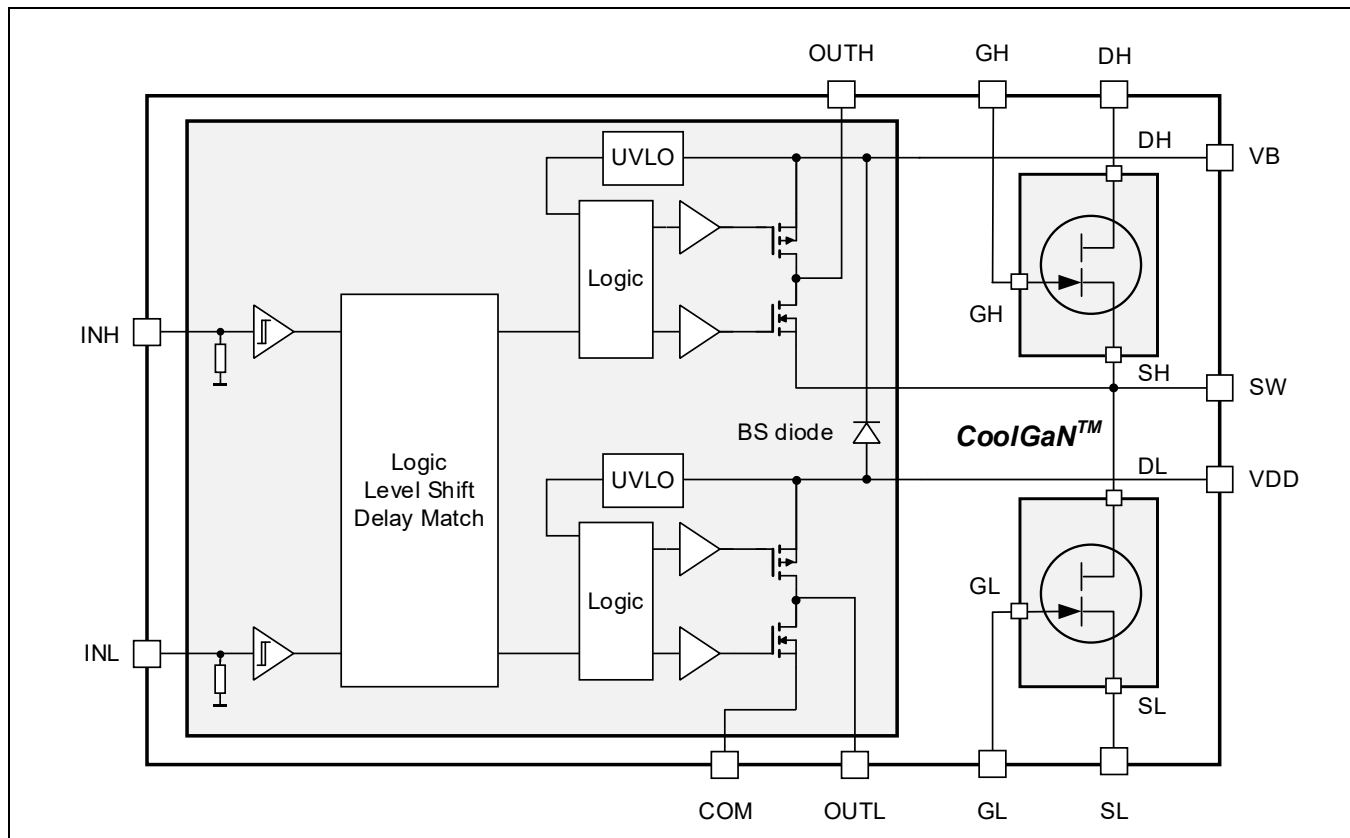 OUTH
GH
DH
DH
VB
UVLO
Logic
GH
INH
SH
SW
BS diode
CoolGaN™
Logic
Level Shift
Delay Match
UVLO
DL
VDD
Logic
GL
INL
SL
COM
OUTL
GL
SL